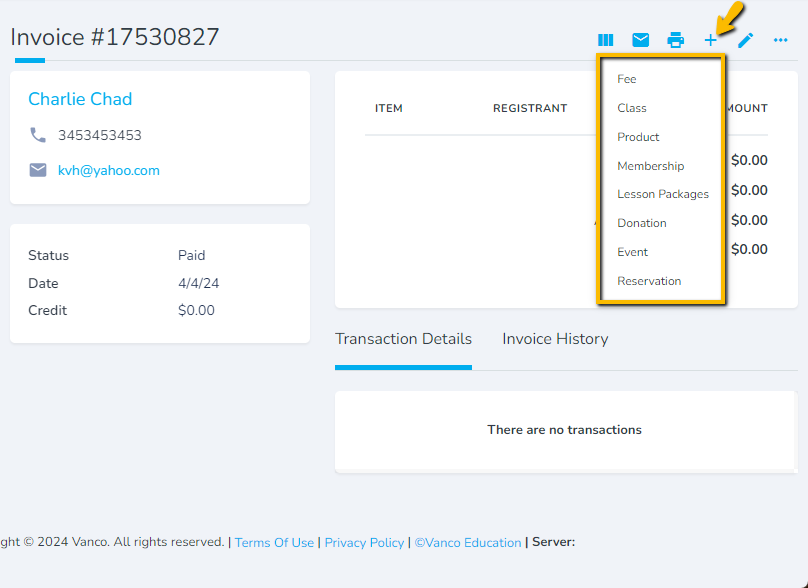 Invoice #17530827
Charlie Chad
3453453453
kvh@yahoo.com
Status Paid
Date 4/4/24
Credit $0.00
ITEM REGISTRANT MOUNT
$0.00
$0.00
$0.00
$0.00
Fee
Class
Product
Membership
Lesson Packages
Donation
Event
Reservation
Transaction Details Invoice History
There are no transactions
ght © 2024 Vanco. All rights reserved. | Terms Of Use | Privacy Policy | ©Vanco Education | Server: